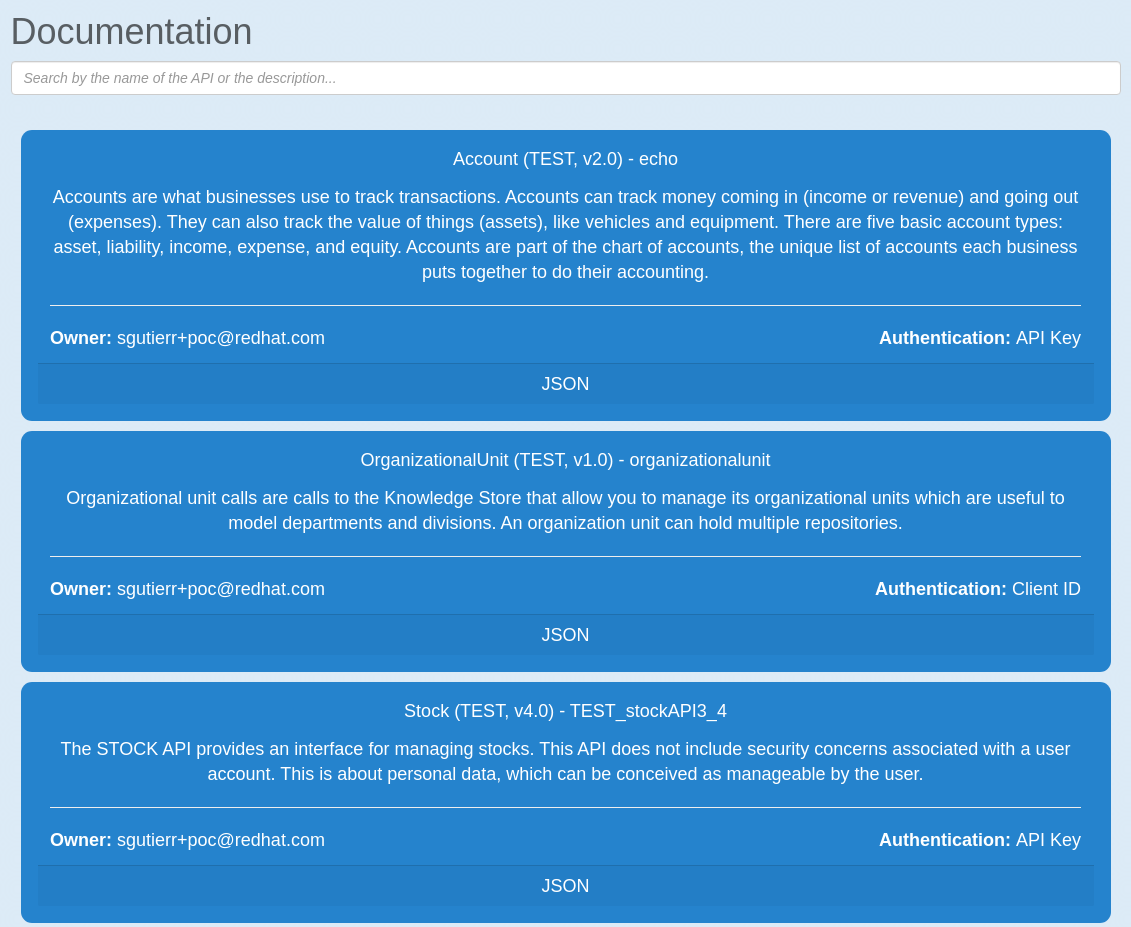 Documentation
Search by the name of the API or the description...
Account (TEST, v2.0) - echo
Accounts are what businesses use to track transactions. Accounts can track money coming in (income or revenue) and going out
(expenses). They can also track the value of things (assets), like vehicles and equipment. There are five basic account types:
asset, liability, income, expense, and equity. Accounts are part of the chart of accounts, the unique list of accounts each business
puts together to do their accounting.
Owner: sgutierr+poc@redhat.com Authentication: API Key
JSON
OrganizationalUnit (TEST, v1.0) - organizationalunit
Organizational unit calls are calls to the Knowledge Store that allow you to manage its organizational units which are useful to
model departments and divisions. An organization unit can hold multiple repositories.
Owner: sgutierr+poc@redhat.com Authentication: Client ID
JSON
Stock (TEST, v4.0) - TEST_stockAPI3_4
The STOCK API provides an interface for managing stocks. This API does not include security concerns associated with a user
account. This is about personal data, which can be conceived as manageable by the user.
Owner: sgutierr+poc@redhat.com Authentication: API Key
JSON